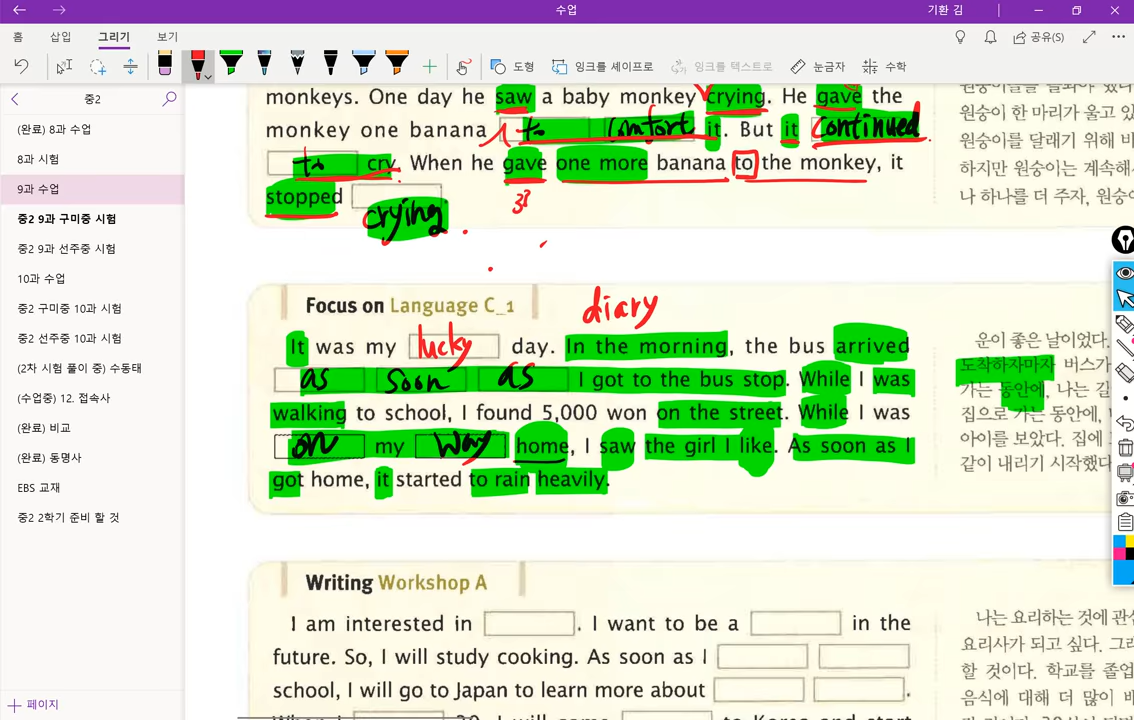 수업
기환 김
홈 삽입 그리기 보기
공유(S)
도형 잉크를 셰이프로 잉크를 텍스트로 눈금자 수학
중2
(완료) 8과 수업
8과 시험
9과 수업
중2 9과 구미중 시험
중2 9과 선주중 시험
10과 수업
중2 구미중 10과 시험
중2 선주중 10과 시험
(2차 시험 풀이 중) 수동태
(수업중) 12. 접속사
(완료) 비교
(완료) 동명사
EBS 교재
중2 2학기 준비 할 것
페이지
monkeys. One day he saw a baby monkey crying. He gave the
monkey one banana to comfort it. But it continued
to cry. When he gave one more banana to the monkey, it
stopped crying.
원숭이 한 마리가 울고 있
원숭이를 달래기 위해 바
하지만 원숭이는 계속해서
나 하나를 더 주자, 원숭이
Focus on Language C_1
diary
It was my lucky day. In the morning, the bus arrived
as soon as I got to the bus stop. While I was
walking to school, I found 5,000 won on the street. While I was
on my way home, I saw the girl I like. As soon as I
got home, it started to rain heavily.
운이 좋은 날이었다.
도착하자마자 버스가
가는 동안에, 나는 길
집으로 가는 동안에,
아이를 보았다. 집에
같이 내리기 시작했다
Writing Workshop A
I am interested in . I want to be a in the
future. So, I will study cooking. As soon as I
school, I will go to Japan to learn more about .
나는 요리하는 것에 관심
요리사가 되고 싶다. 그래
할 것이다. 학교를 졸업
음식에 대해 더 많이 배